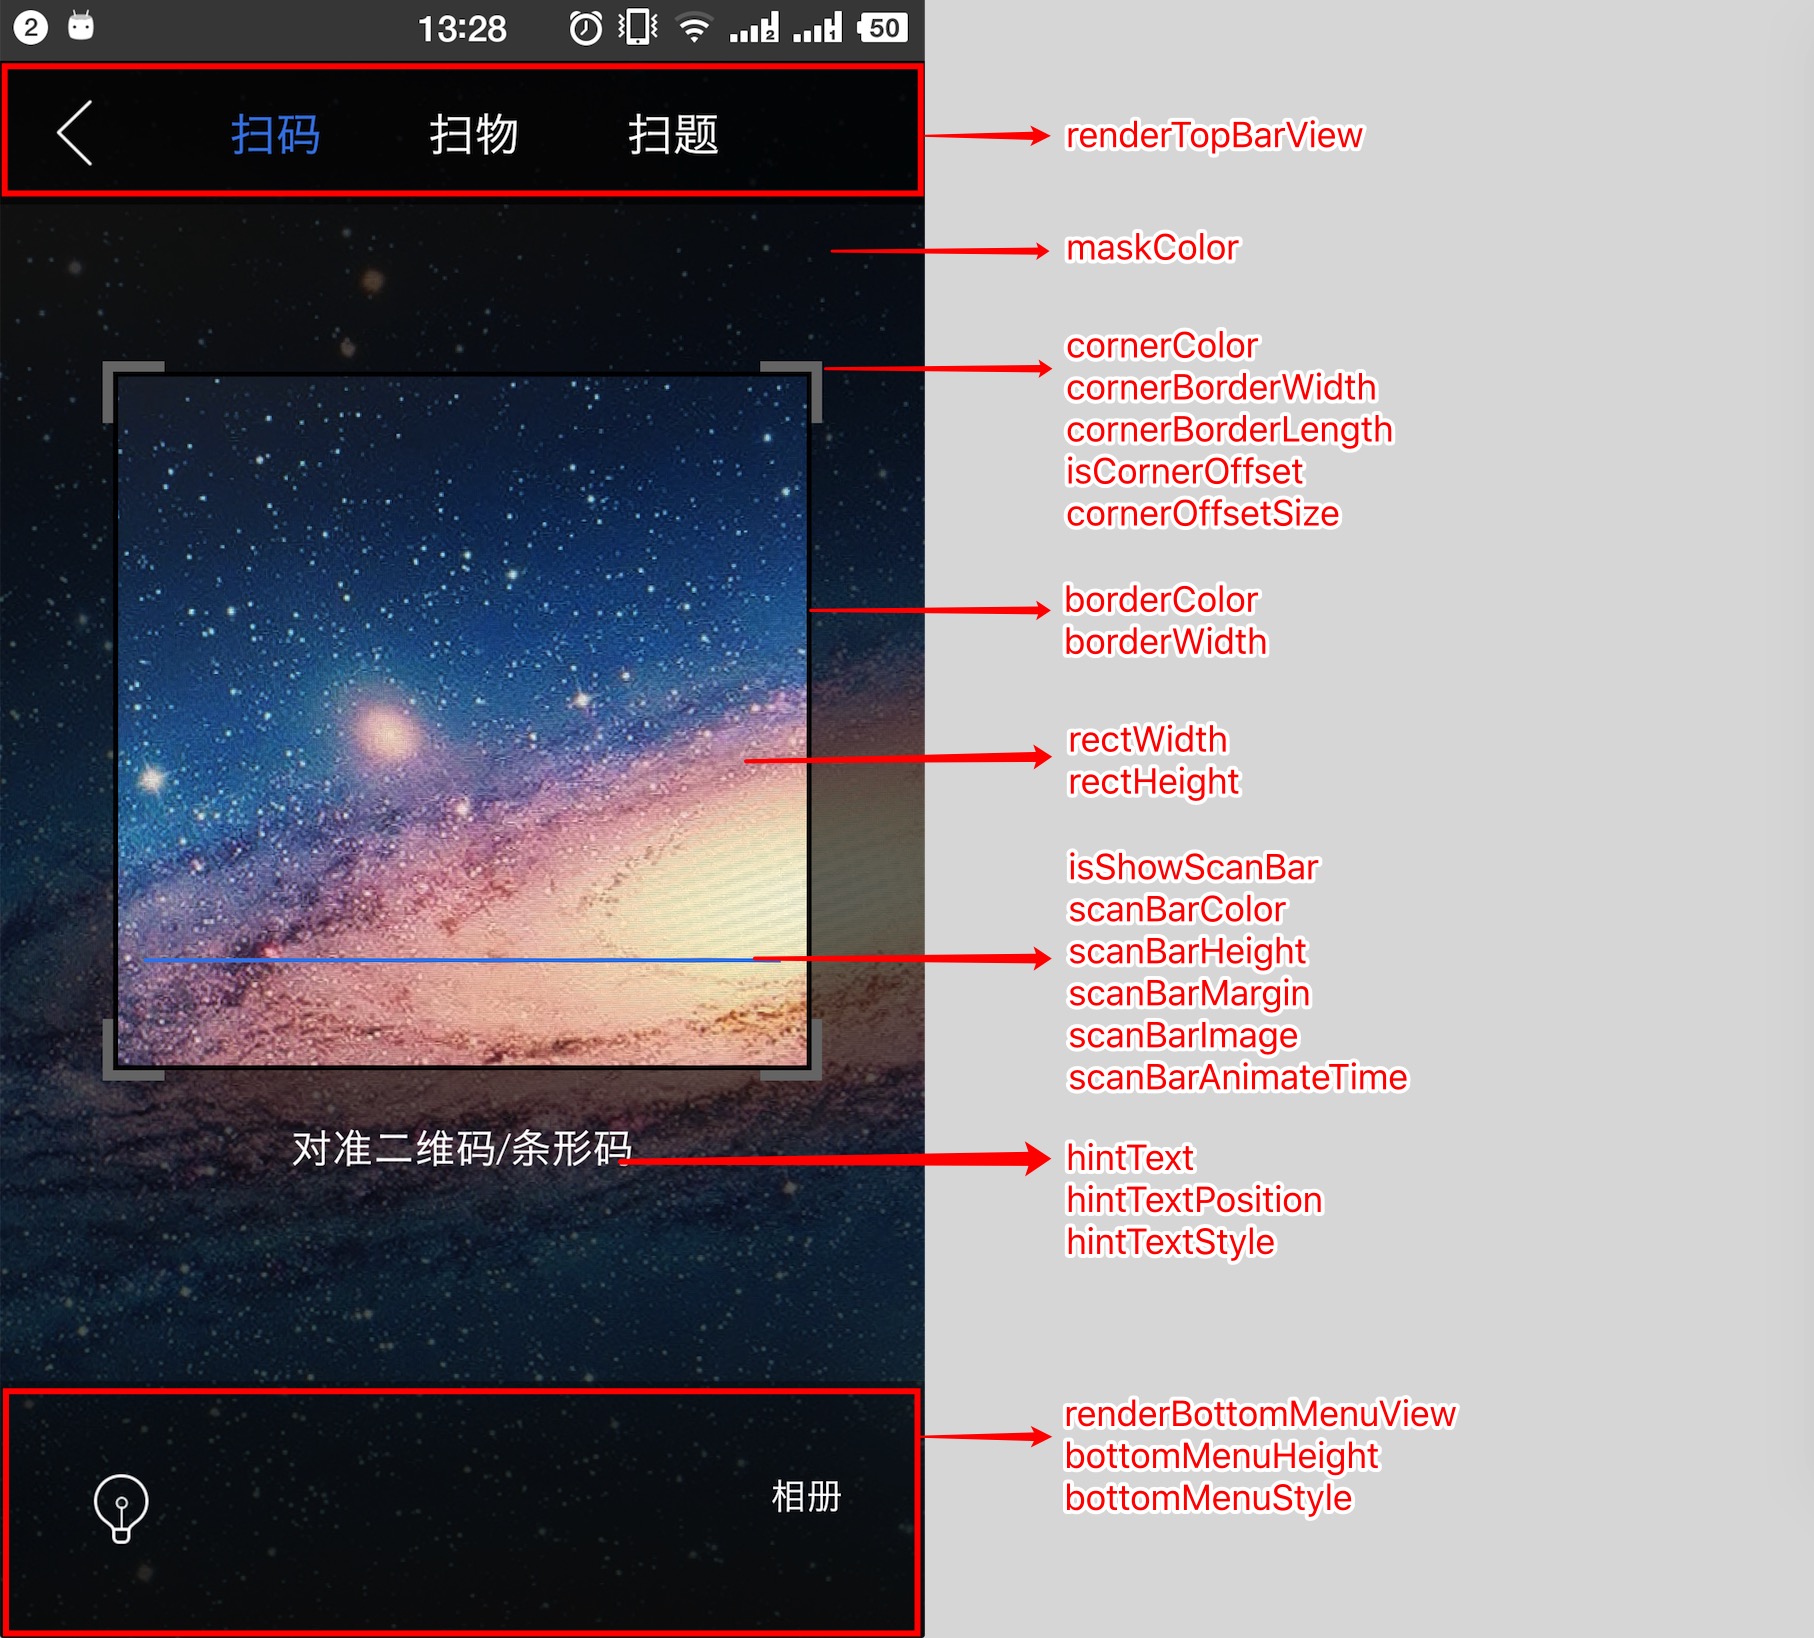 2
13:28
2
1
50
扫码
扫物
扫题
renderTopBarView
maskColor
cornerColor
cornerBorderWidth
cornerBorderLength
isCornerOffset
cornerOffsetSize
borderColor
borderWidth
rectWidth
rectHeight
isShowScanBar
scanBarColor
scanBarHeight
scanBarMargin
scanBarImage
scanBarAnimateTime
对准二维码/条形码
hintText
hintTextPosition
hintTextStyle
renderBottomMenuView
bottomMenuHeight
bottomMenuStyle
相册